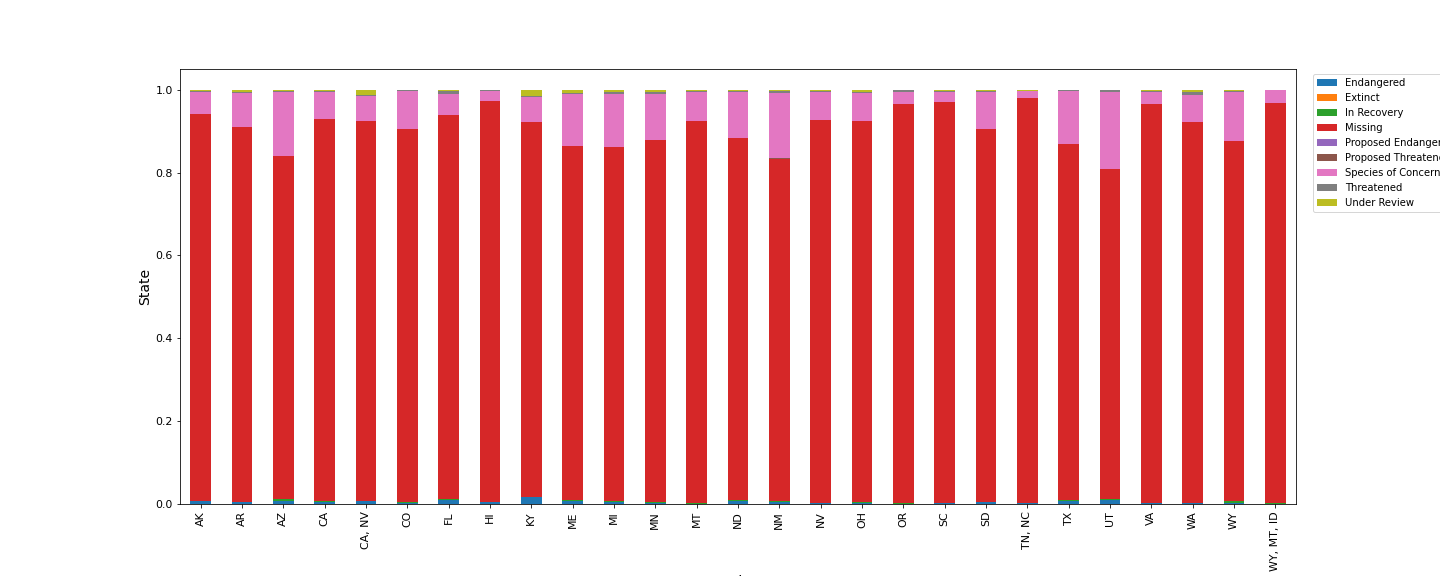 1.0
0.8
0.6
0.4
0.2
0.0
State
AK
AR
AZ
CA
CA, NV
CO
FL
HI
KY
ME
MI
MN
MT
ND
NM
NV
OH
OR
SC
SD
TN, NC
TX
UT
VA
WA
WY
WY, MT, ID
Endangered
Extinct
In Recovery
Missing
Proposed
Proposed
Species of Concern
Threatened
Under Review